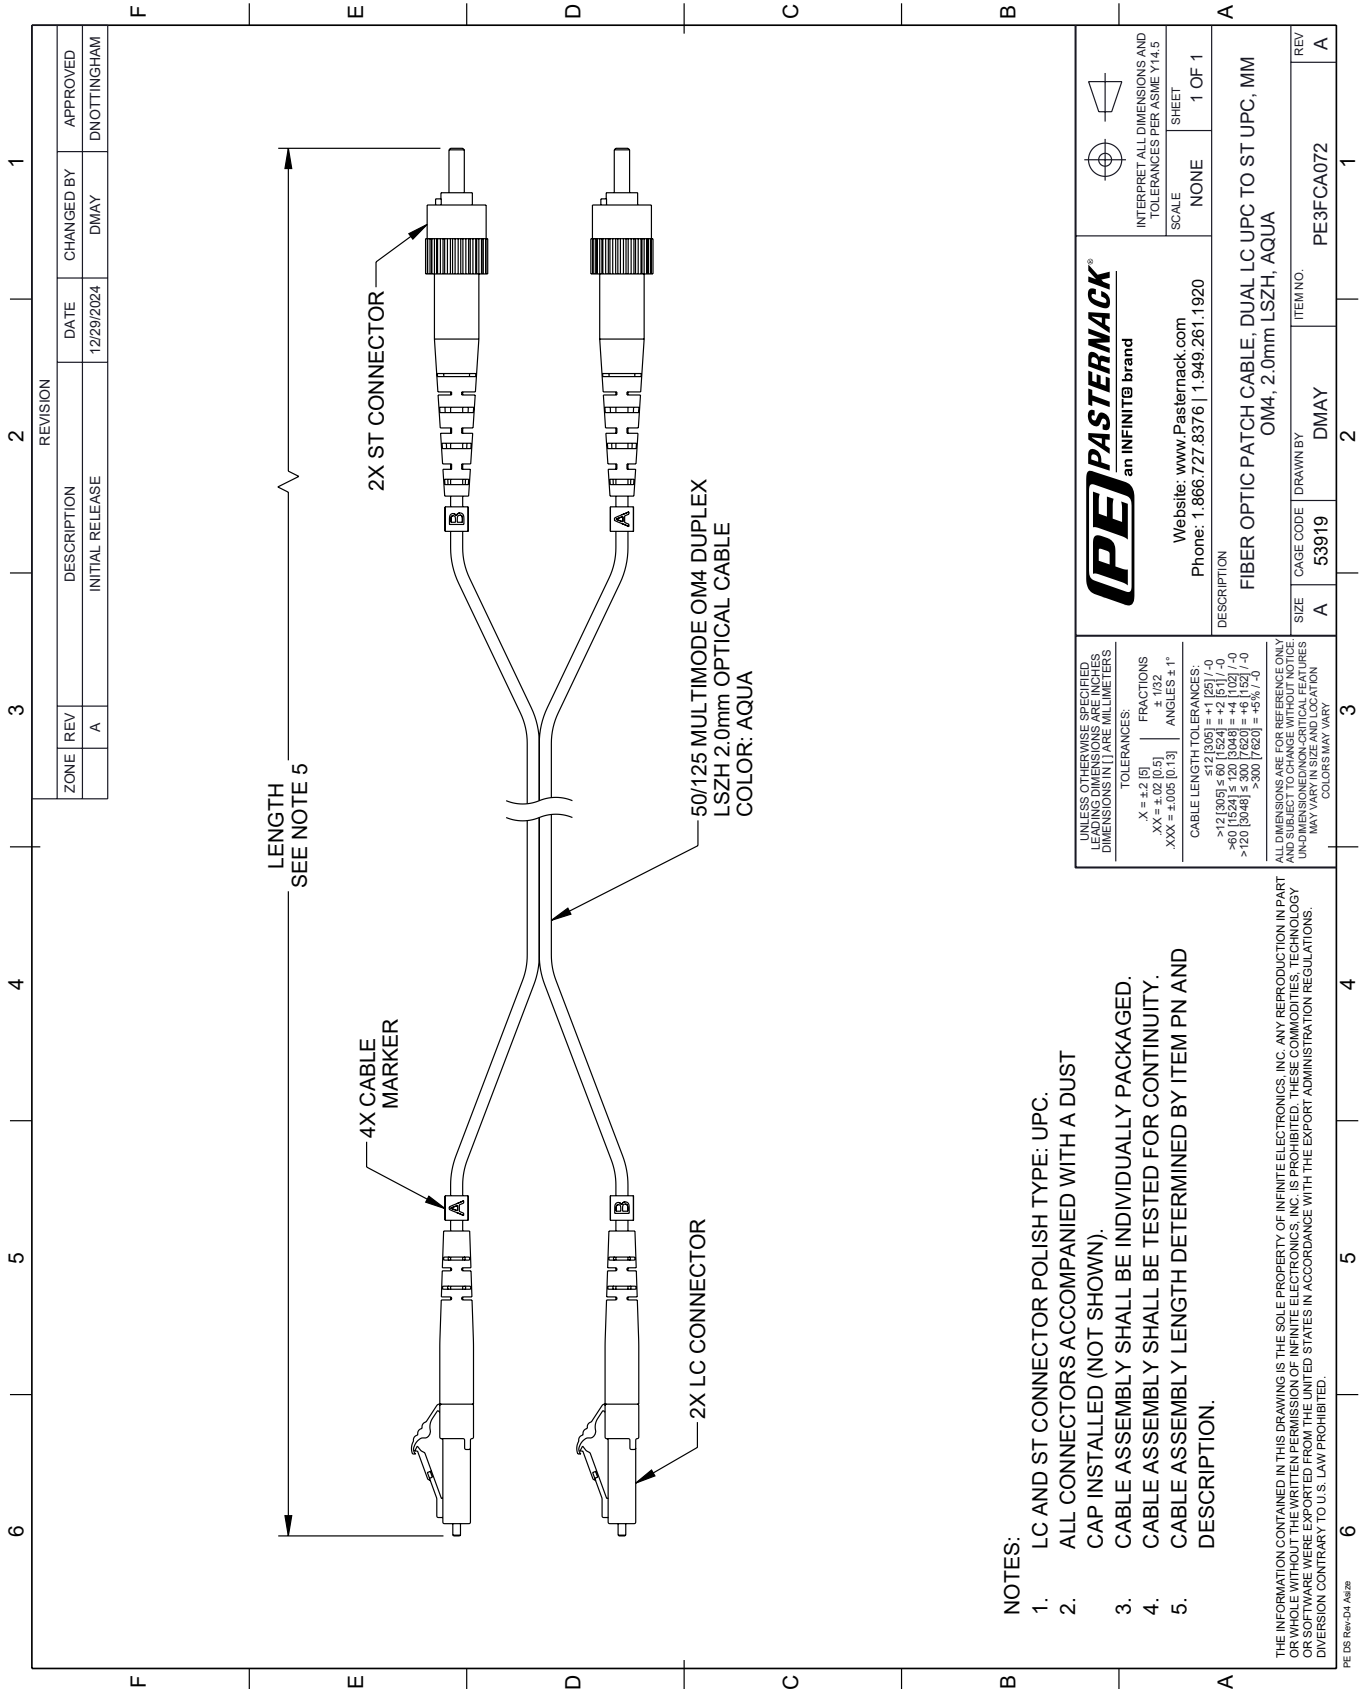 6
5
4
3
2
1
F
E
D
C
B
A
REVISION
ZONE REV DESCRIPTION DATE CHANGED BY APPROVED
A INITIAL RELEASE 12/29/2024 DMAY DNOTTINGHAM
LENGTH
SEE NOTE 5
4X CABLE
MARKER
2X ST CONNECTOR
A
B
B
A
2X LC CONNECTOR
50/125 MULTIMODE OM4 DUPLEX
LSZH 2.0mm OPTICAL CABLE
COLOR: AQUA
NOTES:
1. LC AND ST CONNECTOR POLISH TYPE: UPC.
2. ALL CONNECTORS ACCOMPANIED WITH A DUST
CAP INSTALLED (NOT SHOWN).
3. CABLE ASSEMBLY SHALL BE INDIVIDUALLY PACKAGED.
4. CABLE ASSEMBLY SHALL BE TESTED FOR CONTINUITY.
5. CABLE ASSEMBLY LENGTH DETERMINED BY ITEM PN AND
DESCRIPTION.
THE INFORMATION CONTAINED IN THIS DRAWING IS THE SOLE PROPERTY OF INFINITE ELECTRONICS, INC. ANY REPRODUCTION IN PART
OR WHOLE WITHOUT THE WRITTEN PERMISSION OF INFINITE ELECTRONICS, INC. IS PROHIBITED. THESE COMMODITIES, TECHNOLOGY
OR SOFTWARE WERE EXPORTED FROM THE UNITED STATES IN ACCORDANCE WITH THE EXPORT ADMINISTRATION REGULATIONS.
DIVERSION CONTRARY TO U.S. LAW PROHIBITED.
UNLESS OTHERWISE SPECIFIED
LEADING DIMENSIONS ARE INCHES
DIMENSIONS IN [ ] ARE MILLIMETERS
TOLERANCES:
.X = ±.2 [5] FRACTIONS
.XX = ±.02 [0.5] ± 1/32
.XXX = ±.005 [0.13] ANGLES ± 1°
CABLE LENGTH TOLERANCES:
≤12 [305] = +1 [25] / -0
>12 [305] ≤ 60 [1524] = +2 [51] / -0
>60 [1524] ≤ 120 [3048] = +4 [102] / -0
>120 [3048] ≤ 300 [7620] = +6 [152] / -0
>300 [7620] = +5% / -0
ALL DIMENSIONS ARE FOR REFERENCE ONLY
AND SUBJECT TO CHANGE WITHOUT NOTICE.
UN-DIMENSIONED/NON-CRITICAL FEATURES
MAY VARY IN SIZE AND LOCATION
COLORS MAY VARY
PE PASTERNACK®
an INFINIT® brand
Website: www.Pasternack.com
Phone: 1.866.727.8376 | 1.949.261.1920
INTERPRET ALL DIMENSIONS AND
TOLERANCES PER ASME Y14.5
SCALE SHEET
NONE 1 OF 1
DESCRIPTION
FIBER OPTIC PATCH CABLE, DUAL LC UPC TO ST UPC, MM
OM4, 2.0mm LSZH, AQUA
SIZE CAGE CODE DRAWN BY ITEM NO. REV
A 53919 DMAY PE3FCA072 A
F
E
D
C
B
A
6
5
4
3
2
1
PE DS Rev-D4 Asize